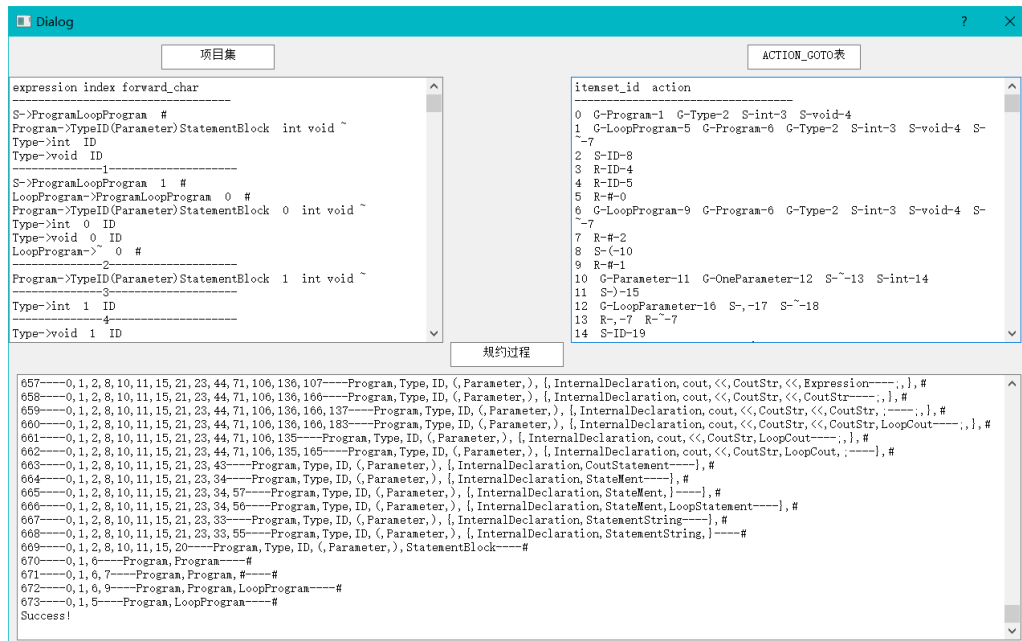 Dialog
?
项目集
ACTION_GOTO表
expression index forward_char
----------------------------------
S->ProgramLoopProgram  #
Program->TypeID(Parameter)StatementBlock  int void ~
Type->int  ID
Type->void  ID
--------------1--------------------
S->ProgramLoopProgram  1  #
LoopProgram->ProgramLoopProgram  0  #
Program->TypeID(Parameter)StatementBlock  0  int void ~
Type->int  0  ID
Type->void  0  ID
LoopProgram->~  0  #
--------------2--------------------
Program->TypeID(Parameter)StatementBlock  1  int void ~
--------------3--------------------
Type->int  1  ID
--------------4--------------------
Type->void  1  ID
itemset_id  action
----------------------------------
0  G-Program-1  G-Type-2  S-int-3  S-void-4
1  G-LoopProgram-5  G-Program-6  G-Type-2  S-int-3  S-void-4  S-
~-7
2  S-ID-8
3  R-ID-4
4  R-ID-5
5  R-#-0
6  G-LoopProgram-9  G-Program-6  G-Type-2  S-int-3  S-void-4  S-
~-7
7  R-#-2
8  S-(-10
9  R-#-1
10  G-Parameter-11  G-OneParameter-12  S-~-13  S-int-14
11  S-)-15
12  G-LoopParameter-16  S-,-17  S-~-18
13  R-,-7  R-~-7
14  S-ID-19
规约过程
657----0,1,2,8,10,11,15,21,23,44,71,106,136,107----Program,Type,ID,(,Parameter,),{,InternalDeclaration,cout,<<,CoutStr,<<,Expression----;,},#
658----0,1,2,8,10,11,15,21,23,44,71,106,136,166----Program,Type,ID,(,Parameter,),{,InternalDeclaration,cout,<<,CoutStr,<<,CoutStr----;,},#
659----0,1,2,8,10,11,15,21,23,44,71,106,136,166,137----Program,Type,ID,(,Parameter,),{,InternalDeclaration,cout,<<,CoutStr,<<,CoutStr,;----;,},#
660----0,1,2,8,10,11,15,21,23,44,71,106,136,166,183----Program,Type,ID,(,Parameter,),{,InternalDeclaration,cout,<<,CoutStr,<<,CoutStr,LoopCout----;,},#
661----0,1,2,8,10,11,15,21,23,44,71,106,135----Program,Type,ID,(,Parameter,),{,InternalDeclaration,cout,<<,CoutStr,LoopCout----;,},#
662----0,1,2,8,10,11,15,21,23,44,71,106,135,165----Program,Type,ID,(,Parameter,),{,InternalDeclaration,cout,<<,CoutStr,LoopCout,;----},#
663----0,1,2,8,10,11,15,21,23,43----Program,Type,ID,(,Parameter,),{,InternalDeclaration,CoutStatement----},#
664----0,1,2,8,10,11,15,21,23,34----Program,Type,ID,(,Parameter,),{,InternalDeclaration,StateMent----},#
665----0,1,2,8,10,11,15,21,23,34,57----Program,Type,ID,(,Parameter,),{,InternalDeclaration,StateMent,}----},#
666----0,1,2,8,10,11,15,21,23,34,56----Program,Type,ID,(,Parameter,),{,InternalDeclaration,StateMent,LoopStatement----},#
667----0,1,2,8,10,11,15,21,23,33----Program,Type,ID,(,Parameter,),{,InternalDeclaration,StatementString----},#
668----0,1,2,8,10,11,15,21,23,33,55----Program,Type,ID,(,Parameter,),{,InternalDeclaration,StatementString,}----#
669----0,1,2,8,10,11,15,20----Program,Type,ID,(,Parameter,),StatementBlock----#
670----0,1,6----Program,Program----#
671----0,1,6,7----Program,Program,#----#
672----0,1,6,9----Program,Program,LoopProgram----#
673----0,1,5----Program,LoopProgram----#
Success!